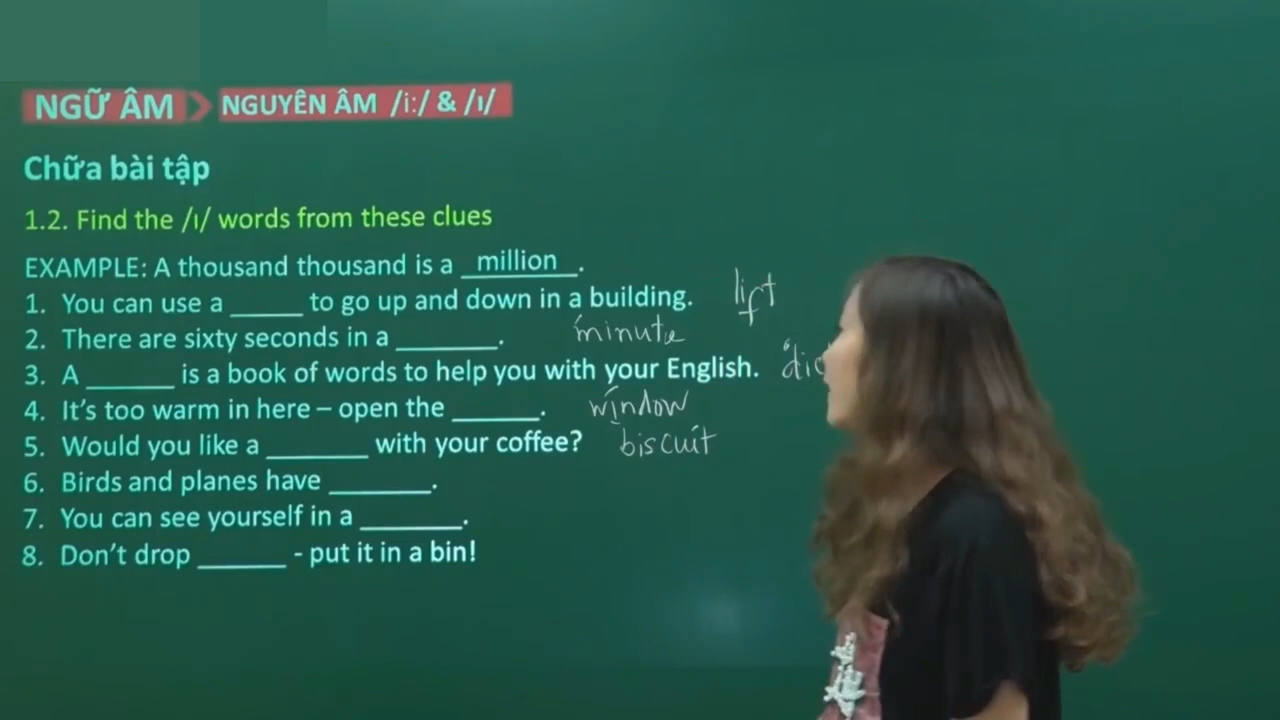 NGỮ ÂM > NGUYÊN ÂM /i:/ & /ɪ/
Chữa bài tập
1.2. Find the /ɪ/ words from these clues
EXAMPLE: A thousand thousand is a million.
1. You can use a ______ to go up and down in a building. lift
2. There are sixty seconds in a ________. minute
3. A _______ is a book of words to help you with your English. dic
4. It's too warm in here – open the _______. window
5. Would you like a ________ with your coffee? biscuit
6. Birds and planes have ________.
7. You can see yourself in a ________.
8. Don't drop _______ - put it in a bin!